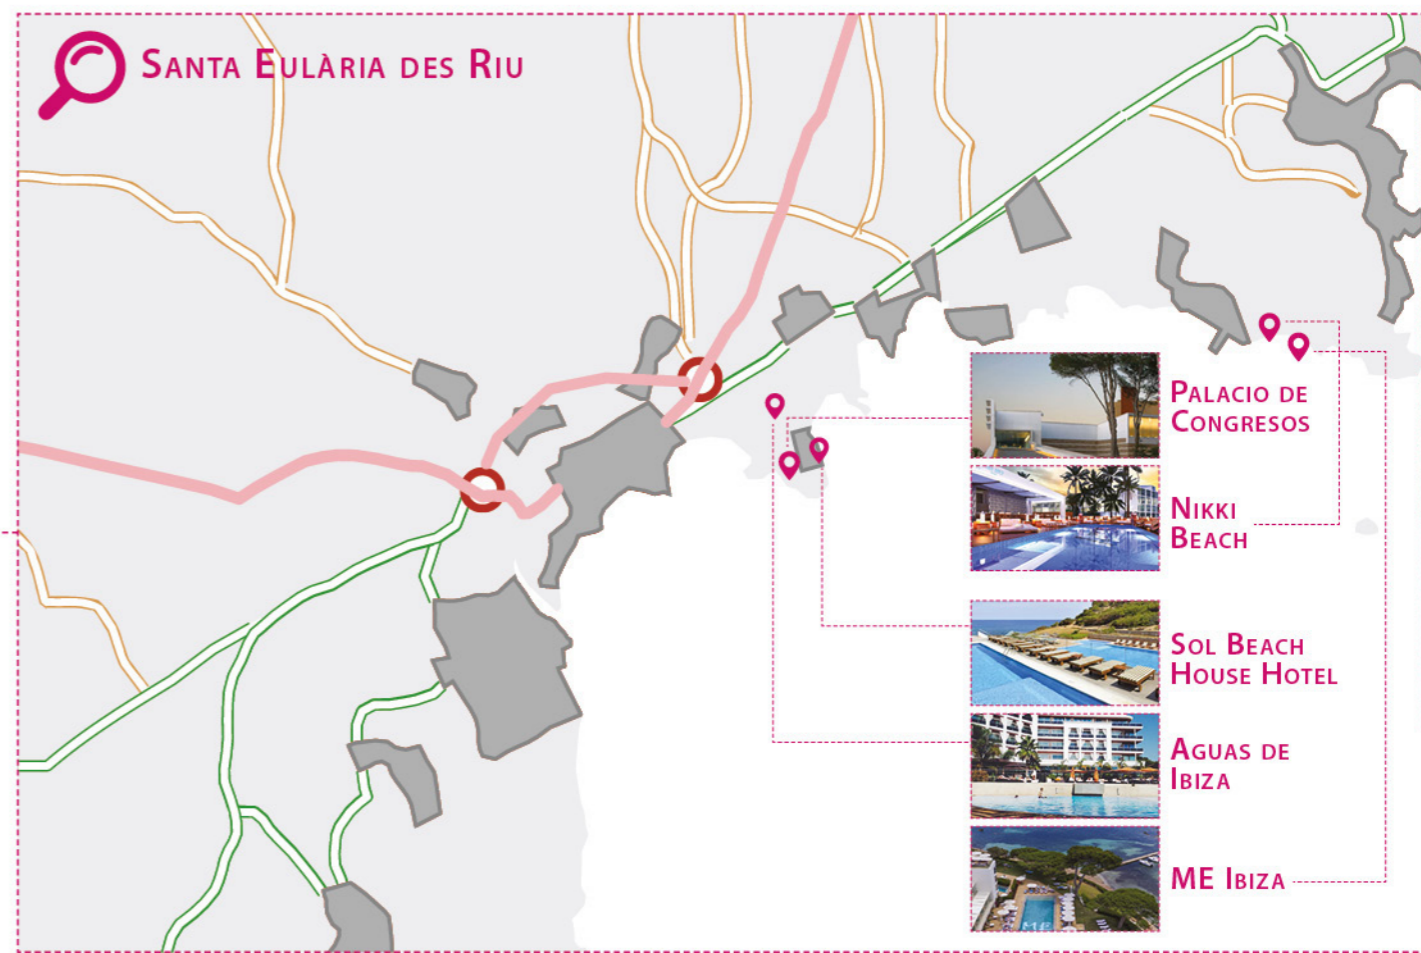 Santa Eulària des Riu
Palacio de
Congresos
Nikki
Beach
Sol Beach
House Hotel
Aguas de
Ibiza
ME Ibiza